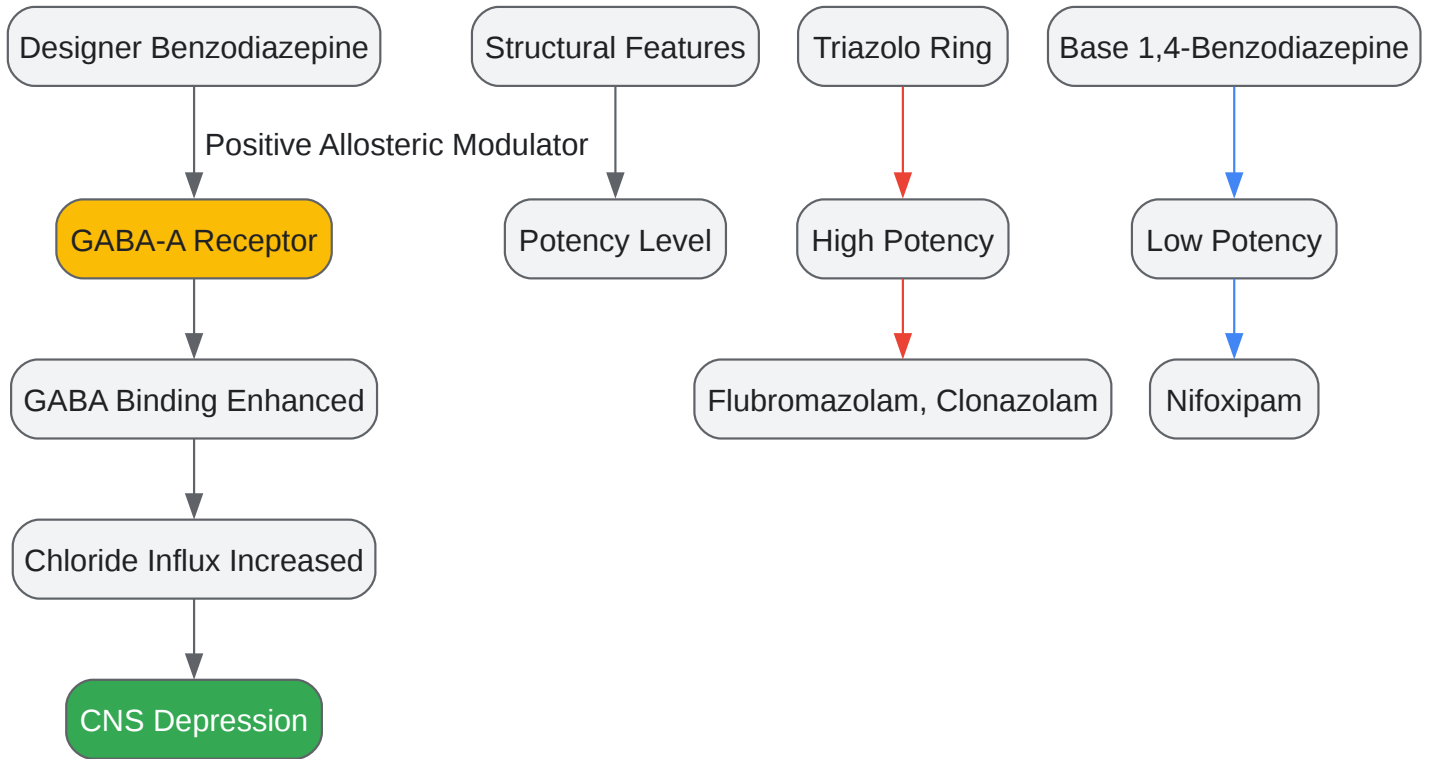 Designer Benzodiazepine
Structural Features
Triazolo Ring
Base 1,4-Benzodiazepine
Positive Allosteric Modulator
GABA-A Receptor
Potency Level
High Potency
Low Potency
GABA Binding Enhanced
Flubromazolam, Clonazolam
Nifoxipam
Chloride Influx Increased
CNS Depression